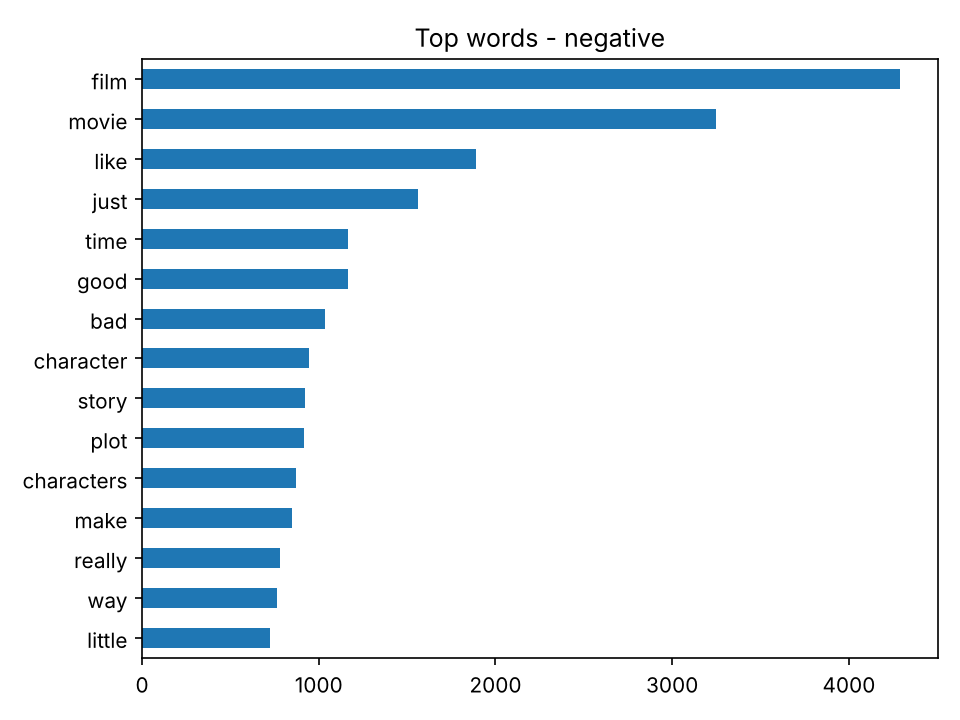 Top words - negative
film
movie
like
just
time
good
bad
character
story
plot
characters
make
really
way
little
0 1000 2000 3000 4000